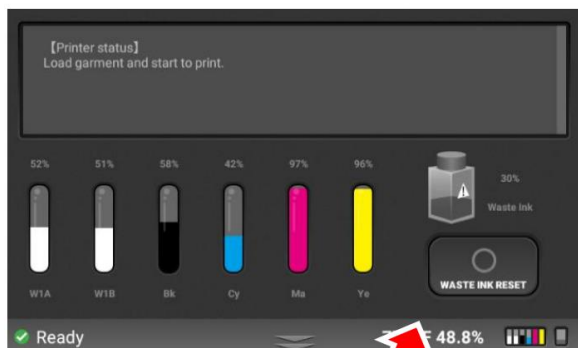 【Printer status】
Load garment and start to print.
52% 51% 58% 42% 97% 96%
30%
Waste Ink
WASTE INK RESET
W1A W1B Bk Cy Ma Ye
Ready
48.8%